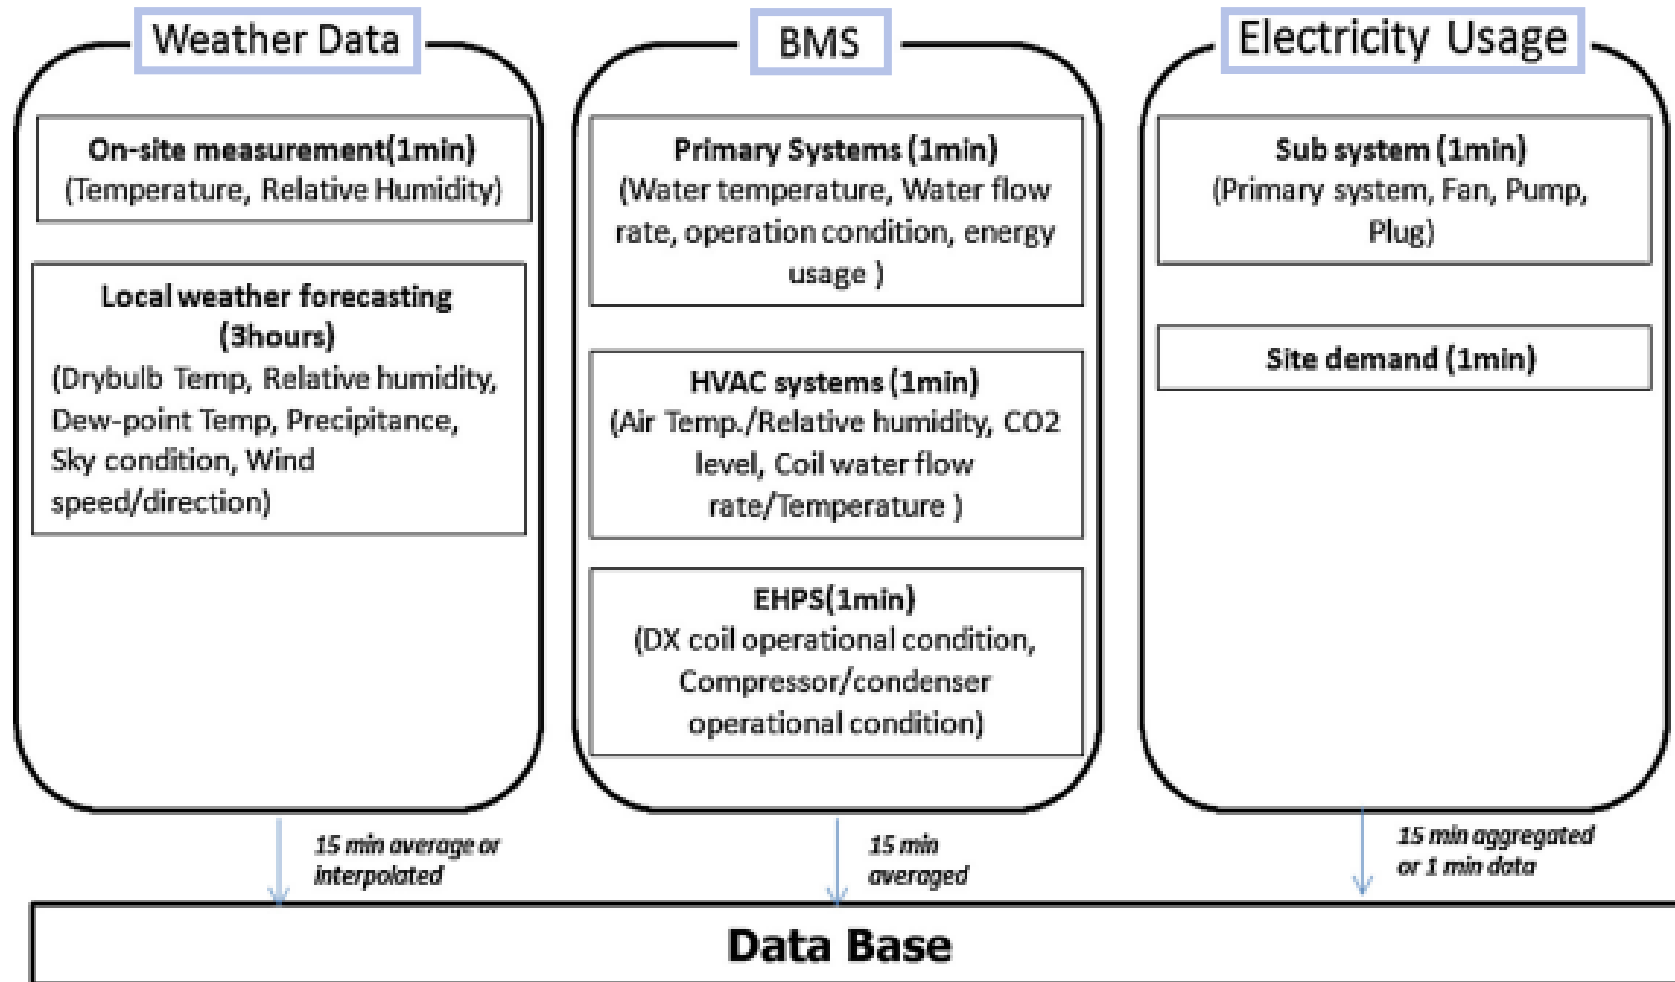 Weather Data
On-site measurement(1min)
(Temperature, Relative Humidity)
Local weather forecasting
(3hours)
(Drybulb Temp, Relative humidity,
Dew-point Temp, Precipitance,
Sky condition, Wind
speed/direction)
15 min average or
interpolated
BMS
Primary Systems (1min)
(Water temperature, Water flow
rate, operation condition, energy
usage )
HVAC systems (1min)
(Air Temp./Relative humidity, CO2
level, Coil water flow
rate/Temperature )
EHPS(1min)
(DX coil operational condition,
Compressor/condenser
operational condition)
15 min
averaged
Electricity Usage
Sub system (1min)
(Primary system, Fan, Pump,
Plug)
Site demand (1min)
15 min aggregated
or 1 min data
Data Base